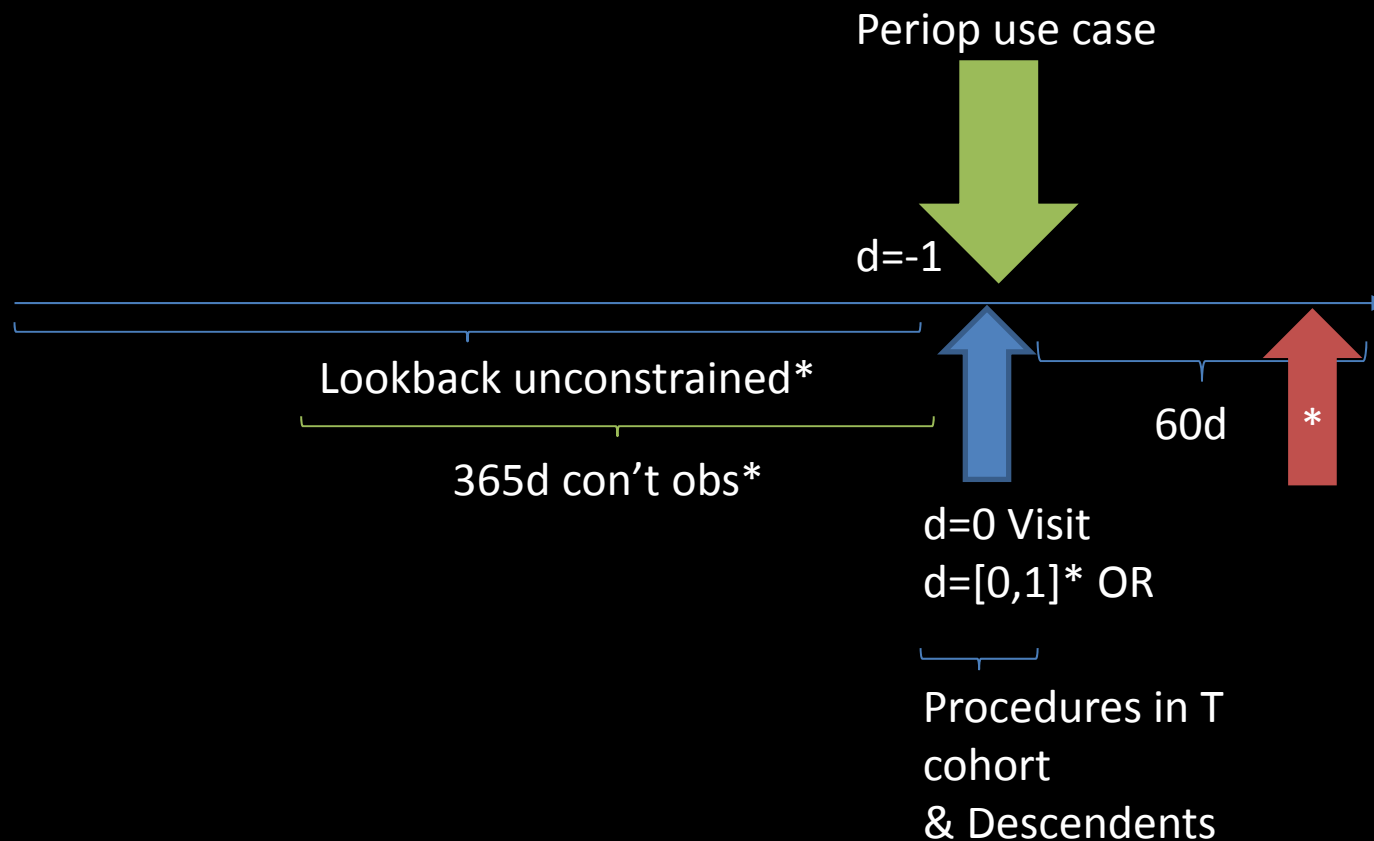 Periop use case
d=-1
Lookback unconstrained*
365d con’t obs*
60d
*
d=0 Visit
d=[0,1]* OR
Procedures in T
cohort
& Descendents